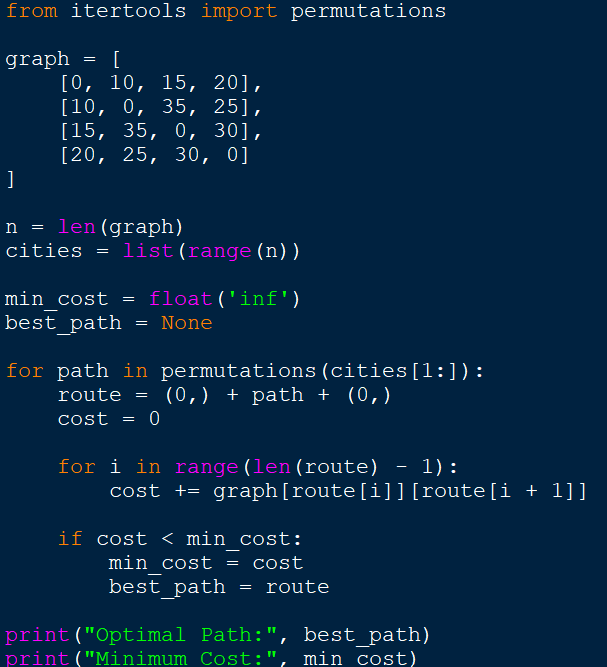 from itertools import permutations

graph = [
    [0, 10, 15, 20],
    [10, 0, 35, 25],
    [15, 35, 0, 30],
    [20, 25, 30, 0]
]

n = len(graph)
cities = list(range(n))

min_cost = float('inf')
best_path = None

for path in permutations(cities[1:]):
    route = (0,) + path + (0,)
    cost = 0

    for i in range(len(route) - 1):
        cost += graph[route[i]][route[i + 1]]

    if cost < min_cost:
        min_cost = cost
        best_path = route

print("Optimal Path:", best_path)
print("Minimum Cost:", min_cost)